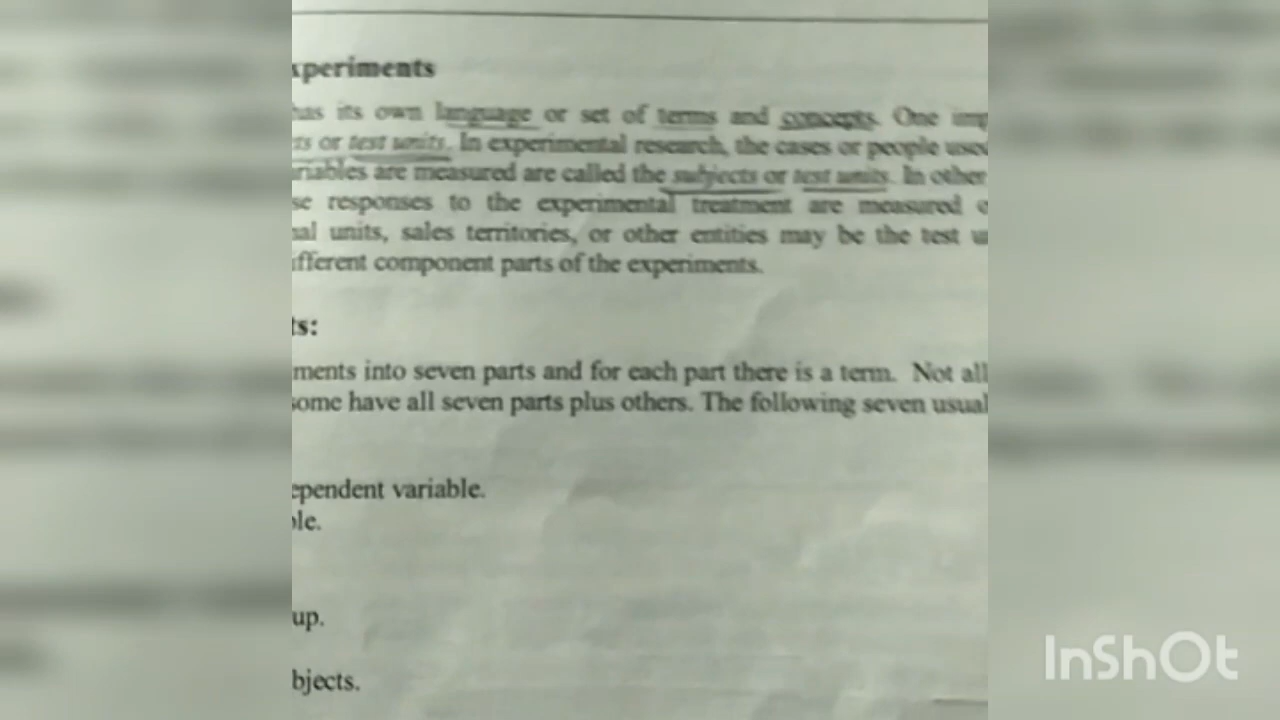 xperiments
has its own language or set of terms and concepts. One imp
ts or test units. In experimental research, the cases or people used
riables are measured are called the subjects or test units. In other
se responses to the experimental treatment are measured o
nal units, sales territories, or other entities may be the test u
ifferent component parts of the experiments.
ts:
ments into seven parts and for each part there is a term. Not all
some have all seven parts plus others. The following seven usual
ependent variable.
ble.
up.
bjects.
InShOt